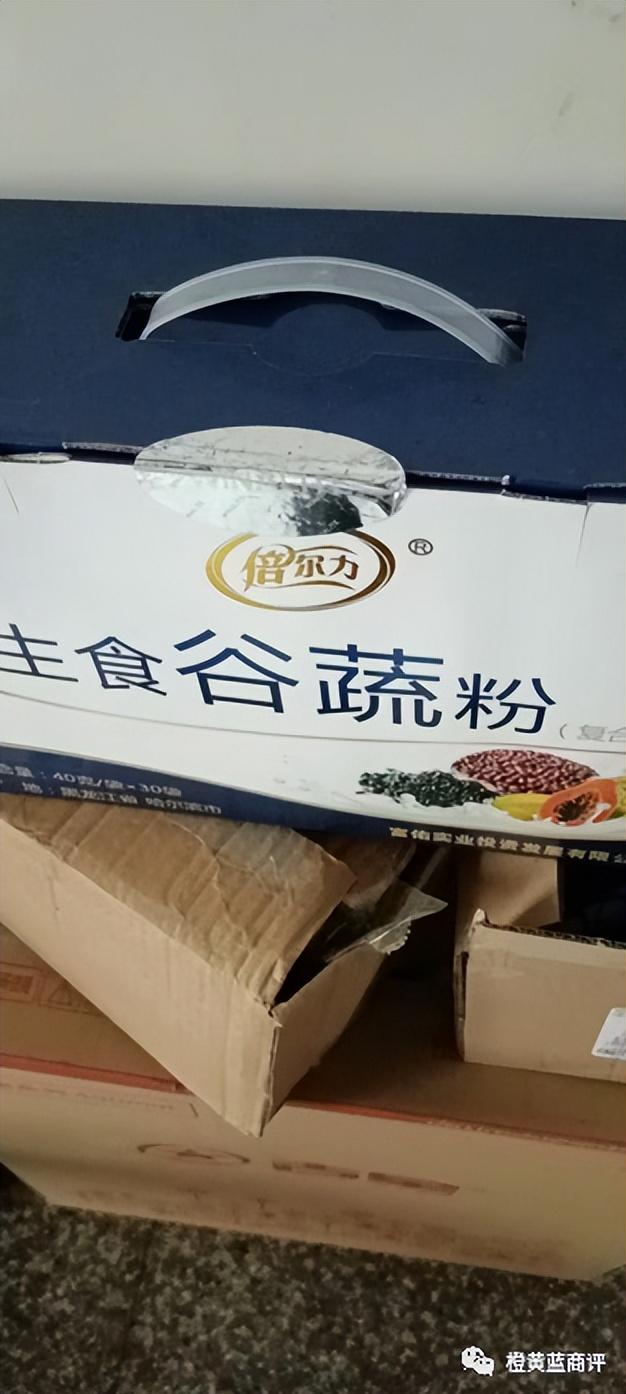 倍尔力®
主食谷蔬粉
（复合
含量：40克/袋×30袋
地：黑龙江省 哈尔滨市
实业投资发展有限公
橙黄蓝商评